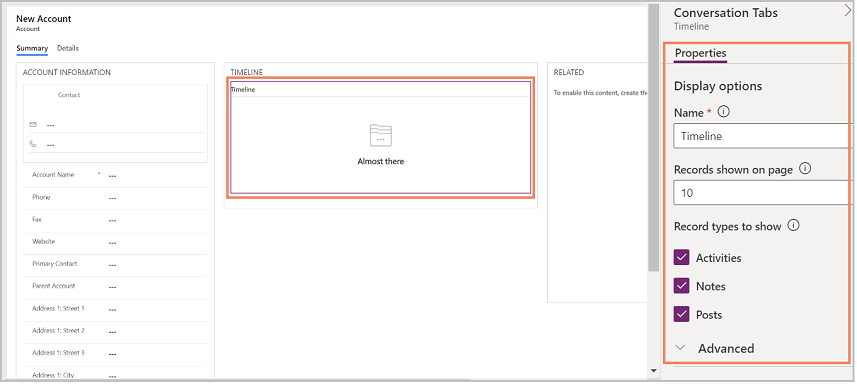 New Account
Account
Summary Details
ACCOUNT INFORMATION
Contact
---
---
Account Name * ---
Phone ---
Fax ---
Website ---
Primary Contact ---
Parent Account ---
Address 1: Street 1 ---
Address 1: Street 2 ---
Address 1: Street 3 ---
Address 1: City ---
TIMELINE
Timeline
Almost there
RELATED
To enable this content, create the
Conversation Tabs
Timeline
Properties
Display options
Name *
Timeline
Records shown on page
10
Record types to show
Activities
Notes
Posts
Advanced